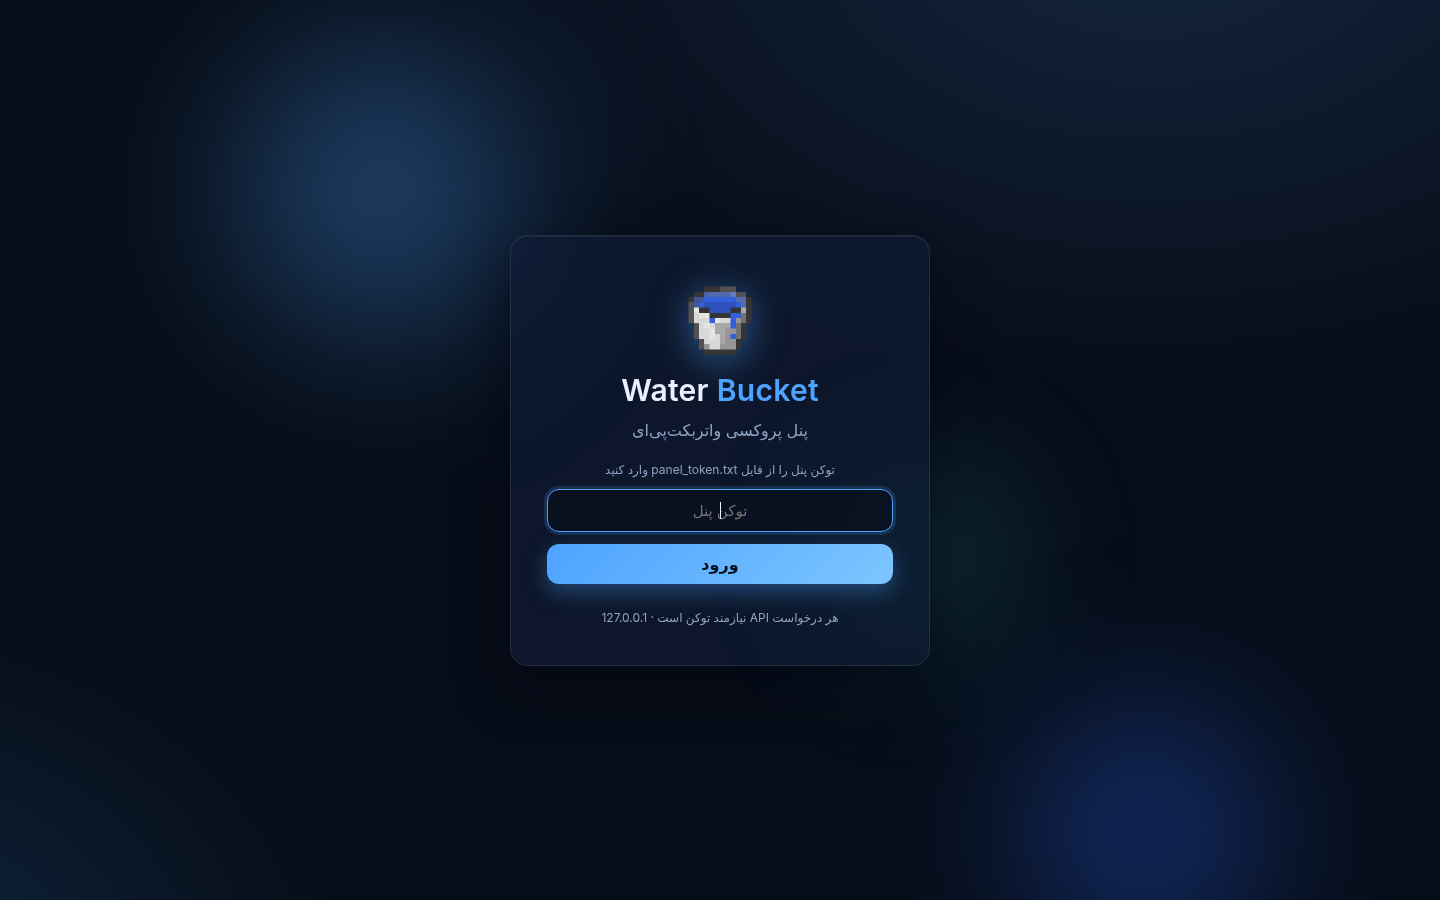 Water Bucket
پنل پروکسی واتربکت‌پی‌ای
توکن پنل را از فایل panel_token.txt وارد کنید
توکن پنل
ورود
هر درخواست API نیازمند توکن است · 127.0.0.1